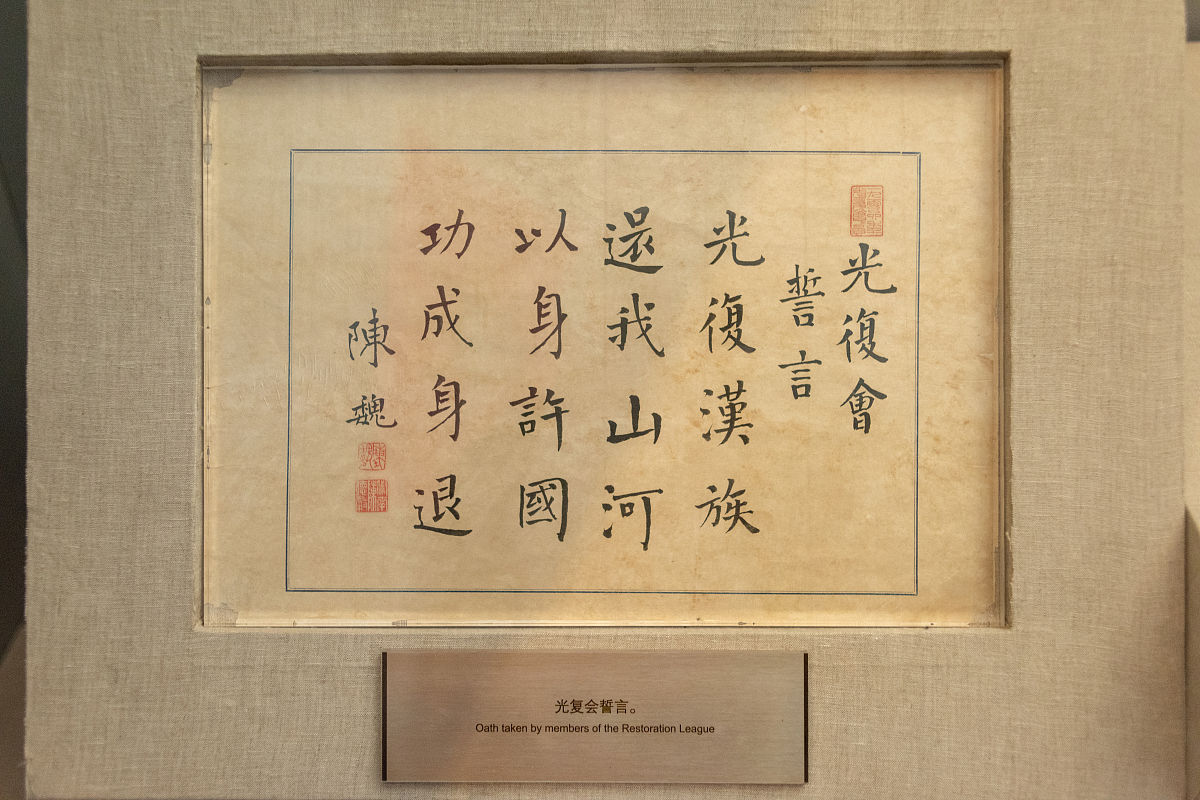 光復會
誓言
光復漢族
還我山河
以身許國
功成身退
陳魏
光复会誓言。
Oath taken by members of the Restoration League